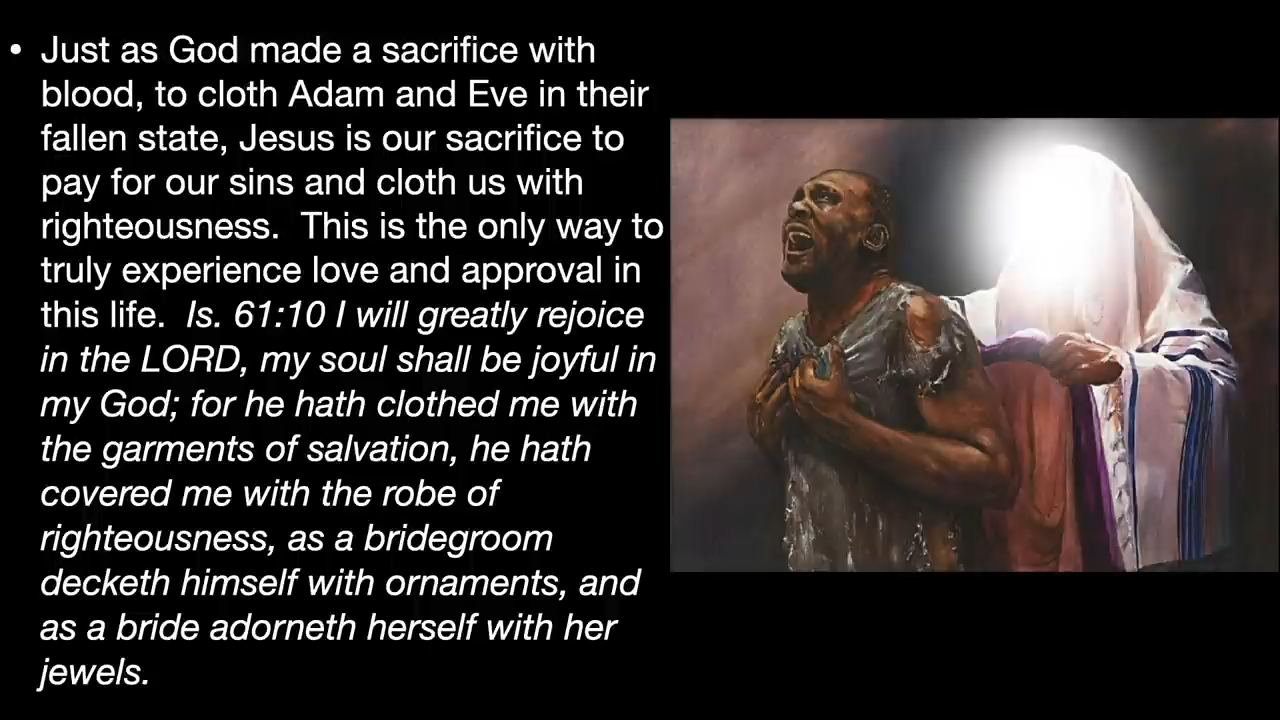 • Just as God made a sacrifice with
blood, to cloth Adam and Eve in their
fallen state, Jesus is our sacrifice to
pay for our sins and cloth us with
righteousness.  This is the only way to
truly experience love and approval in
this life.  Is. 61:10 I will greatly rejoice
in the LORD, my soul shall be joyful in
my God; for he hath clothed me with
the garments of salvation, he hath
covered me with the robe of
righteousness, as a bridegroom
decketh himself with ornaments, and
as a bride adorneth herself with her
jewels.